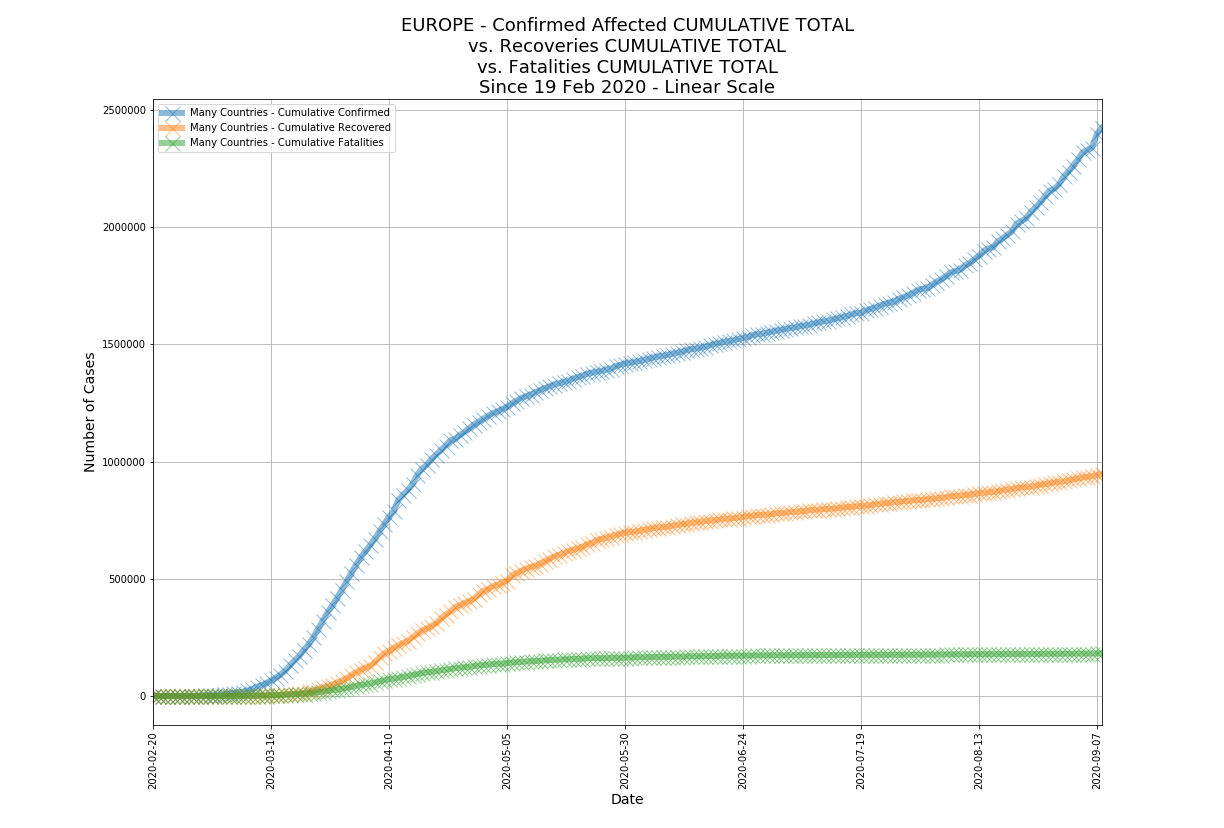 EUROPE - Confirmed Affected CUMULATIVE TOTAL
vs. Recoveries CUMULATIVE TOTAL
vs. Fatalities CUMULATIVE TOTAL
Since 19 Feb 2020 - Linear Scale
Many Countries - Cumulative Confirmed
Many Countries - Cumulative Recovered
Many Countries - Cumulative Fatalities
Number of Cases
2500000
2000000
1500000
1000000
500000
0
2020-02-20
2020-03-16
2020-04-10
2020-05-05
2020-05-30
2020-06-24
2020-07-19
2020-08-13
2020-09-07
Date